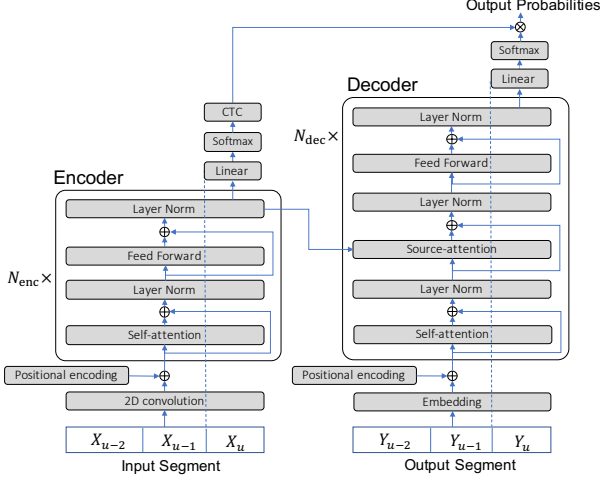 Output Probabilities
Softmax
Linear
Decoder
N_dec ×
Layer Norm
Feed Forward
Layer Norm
Source-attention
Layer Norm
Self-attention
Positional encoding
Embedding
Y_{u-2} Y_{u-1} Y_u
Output Segment
CTC
Softmax
Linear
Encoder
N_enc ×
Layer Norm
Feed Forward
Layer Norm
Self-attention
Positional encoding
2D convolution
X_{u-2} X_{u-1} X_u
Input Segment